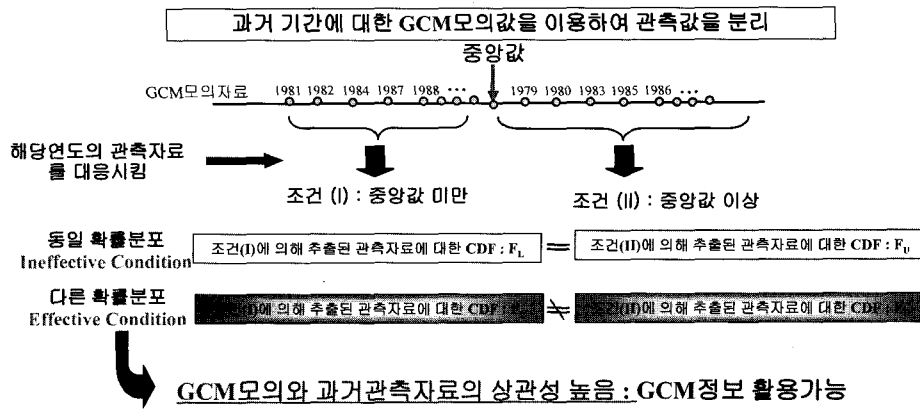 과거 기간에 대한 GCM모의값을 이용하여 관측값을 분리
중앙값
GCM모의자료
1981 1982 1984 1987 1988 ··· 1979 1980 1983 1985 1986 ···
해당연도의 관측자료
를 대응시킴
조건 (I) : 중앙값 미만
조건 (II) : 중앙값 이상
동일 확률분포
Ineffective Condition
조건(I)에 의해 추출된 관측자료에 대한 CDF : F_L
=
조건(II)에 의해 추출된 관측자료에 대한 CDF : F_U
다른 확률분포
Effective Condition
조건(I)에 의해 추출된 관측자료에 대한 CDF :
≠
조건(II)에 의해 추출된 관측자료에 대한 CDF :
GCM모의와 과거관측자료의 상관성 높음 : GCM정보 활용가능